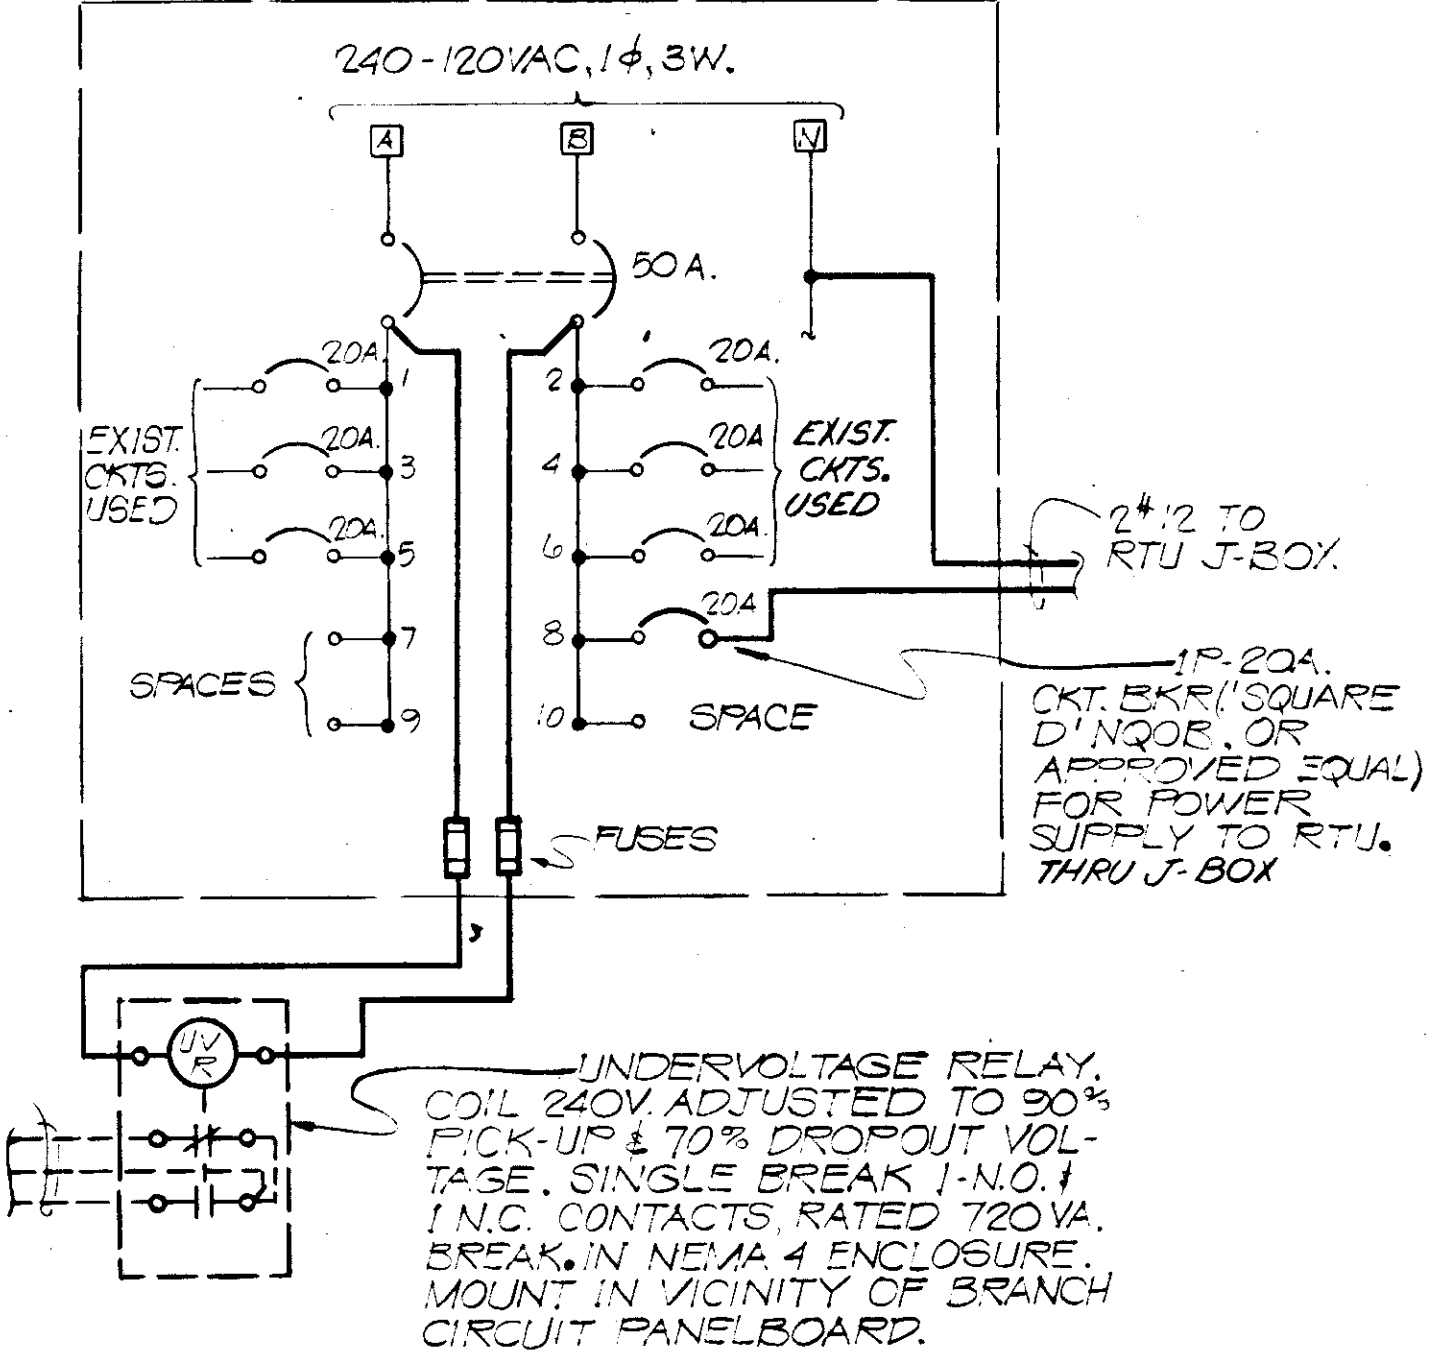 240-120VAC, 1ɸ, 3W.
A
B
N
50A.
20A.
1
2
20A.
EXIST.
CKTS.
USED
20A.
3
4
20A
EXIST.
CKTS.
USED
20A.
5
6
20A.
2#12 TO
RTU J-BOX.
7
8
20A
SPACES
9
10
SPACE
1P-20A.
CKT. BKR ('SQUARE
D' NQOB, OR
APPROVED EQUAL)
FOR POWER
SUPPLY TO RTU.
THRU J-BOX
FUSES
UV
R
UNDERVOLTAGE RELAY.
COIL 240V. ADJUSTED TO 90%
PICK-UP & 70% DROPOUT VOL-
TAGE. SINGLE BREAK 1-N.O. &
1 N.C. CONTACTS, RATED 720VA.
BREAK. IN NEMA 4 ENCLOSURE.
MOUNT IN VICINITY OF BRANCH
CIRCUIT PANELBOARD.